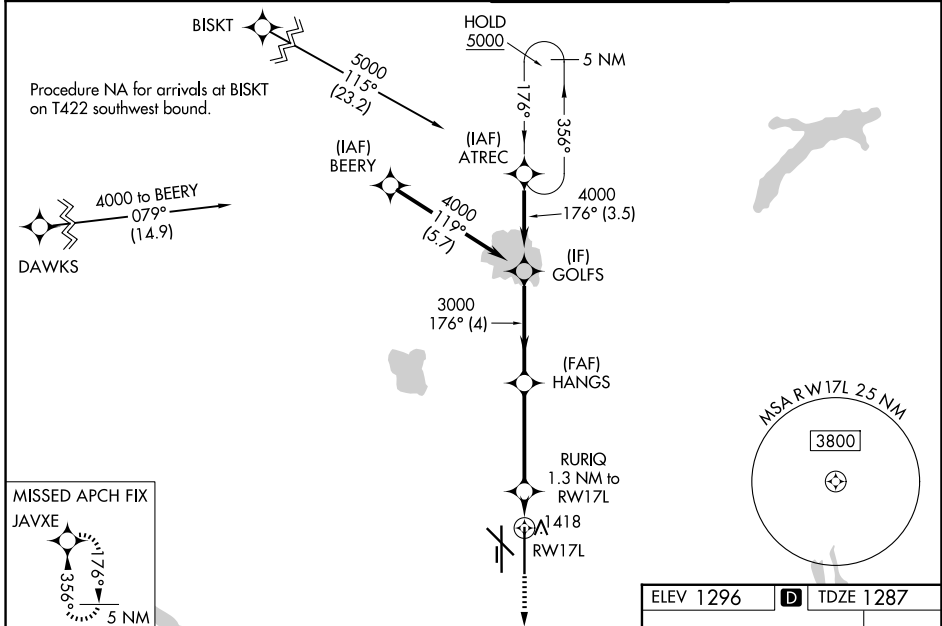 BISKT
HOLD
5000
5 NM
5000
115°
(23.2)
Procedure NA for arrivals at BISKT
on T422 southwest bound.
176°
356°
(IAF)
BEERY
(IAF)
ATREC
4000 to BEERY
079°
(14.9)
DAWKS
4000
119°
(5.7)
4000
176° (3.5)
(IF)
GOLFS
3000
176° (4)
(FAF)
HANGS
MSA RW17L 25 NM
3800
RURIQ
1.3 NM to
RW17L
1418
RW17L
MISSED APCH FIX
JAVXE
176°
356°
5 NM
ELEV 1296 D TDZE 1287